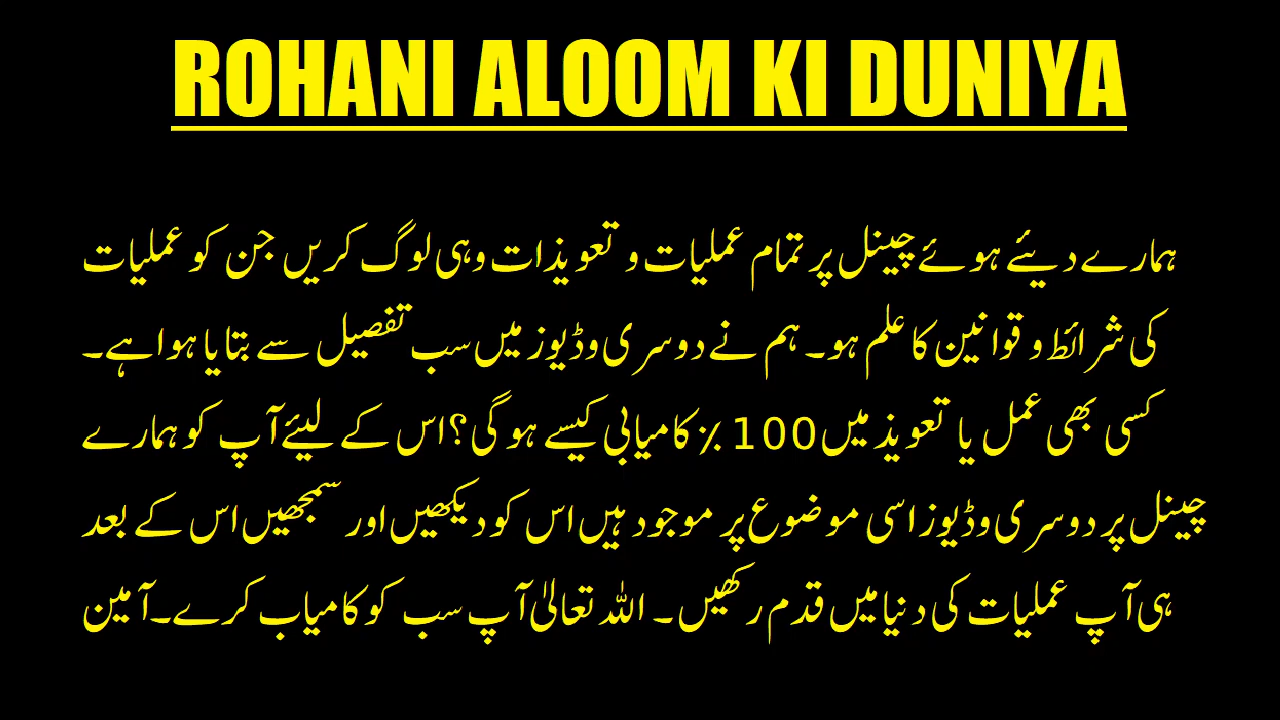 ROHANI ALOOM KI DUNIYA
ہمارے دیئے ہوئے چینل پر تمام عملیات و تعویذات وہی لوگ کریں جن کو عملیات
کی شرائط و قوانین کا علم ہو۔ ہم نے دوسری وڈیوز میں سب تفصیل سے بتایا ہوا ہے۔
کسی بھی عمل یا تعویذ میں 100 ٪ کامیابی کیسے ہو گی؟ اس کے لیئے آپ کو ہمارے
چینل پر دوسری وڈیوز اسی موضوع پر موجود ہیں اس کو دیکھیں اور سمجھیں اس کے بعد
ہی آپ عملیات کی دنیا میں قدم رکھیں۔ اللہ تعالیٰ آپ سب کو کامیاب کرے۔ آمین